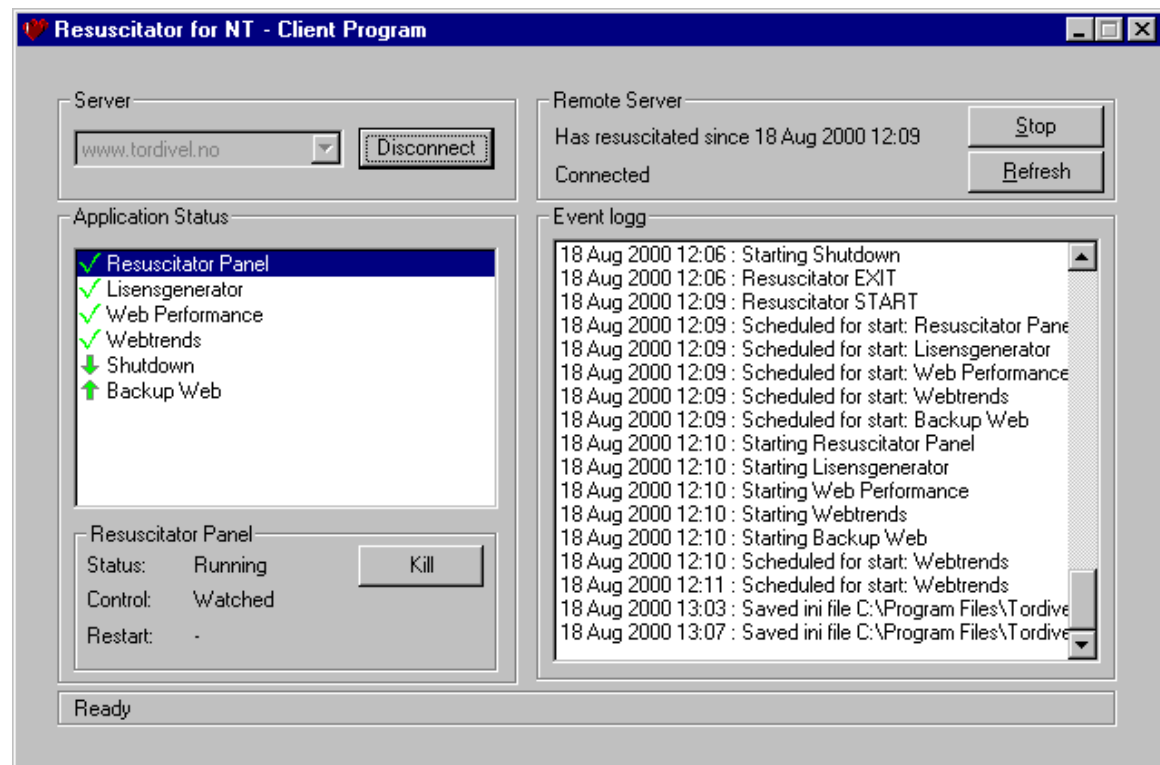 Resuscitator for NT - Client Program
Server
www.tordivel.no
Disconnect
Remote Server
Has resuscitated since 18 Aug 2000 12:09
Connected
Stop
Refresh
Application Status
Resuscitator Panel
Lisensgenerator
Web Performance
Webtrends
Shutdown
Backup Web
Resuscitator Panel
Status: Running
Kill
Control: Watched
Restart: -
Event logg
18 Aug 2000 12:06 : Starting Shutdown
18 Aug 2000 12:06 : Resuscitator EXIT
18 Aug 2000 12:09 : Resuscitator START
18 Aug 2000 12:09 : Scheduled for start: Resuscitator Pane
18 Aug 2000 12:09 : Scheduled for start: Lisensgenerator
18 Aug 2000 12:09 : Scheduled for start: Web Performance
18 Aug 2000 12:09 : Scheduled for start: Webtrends
18 Aug 2000 12:09 : Scheduled for start: Backup Web
18 Aug 2000 12:10 : Starting Resuscitator Panel
18 Aug 2000 12:10 : Starting Lisensgenerator
18 Aug 2000 12:10 : Starting Web Performance
18 Aug 2000 12:10 : Starting Webtrends
18 Aug 2000 12:10 : Starting Backup Web
18 Aug 2000 12:10 : Scheduled for start: Webtrends
18 Aug 2000 12:11 : Scheduled for start: Webtrends
18 Aug 2000 13:03 : Saved ini file C:\Program Files\Tordive
18 Aug 2000 13:07 : Saved ini file C:\Program Files\Tordive
Ready